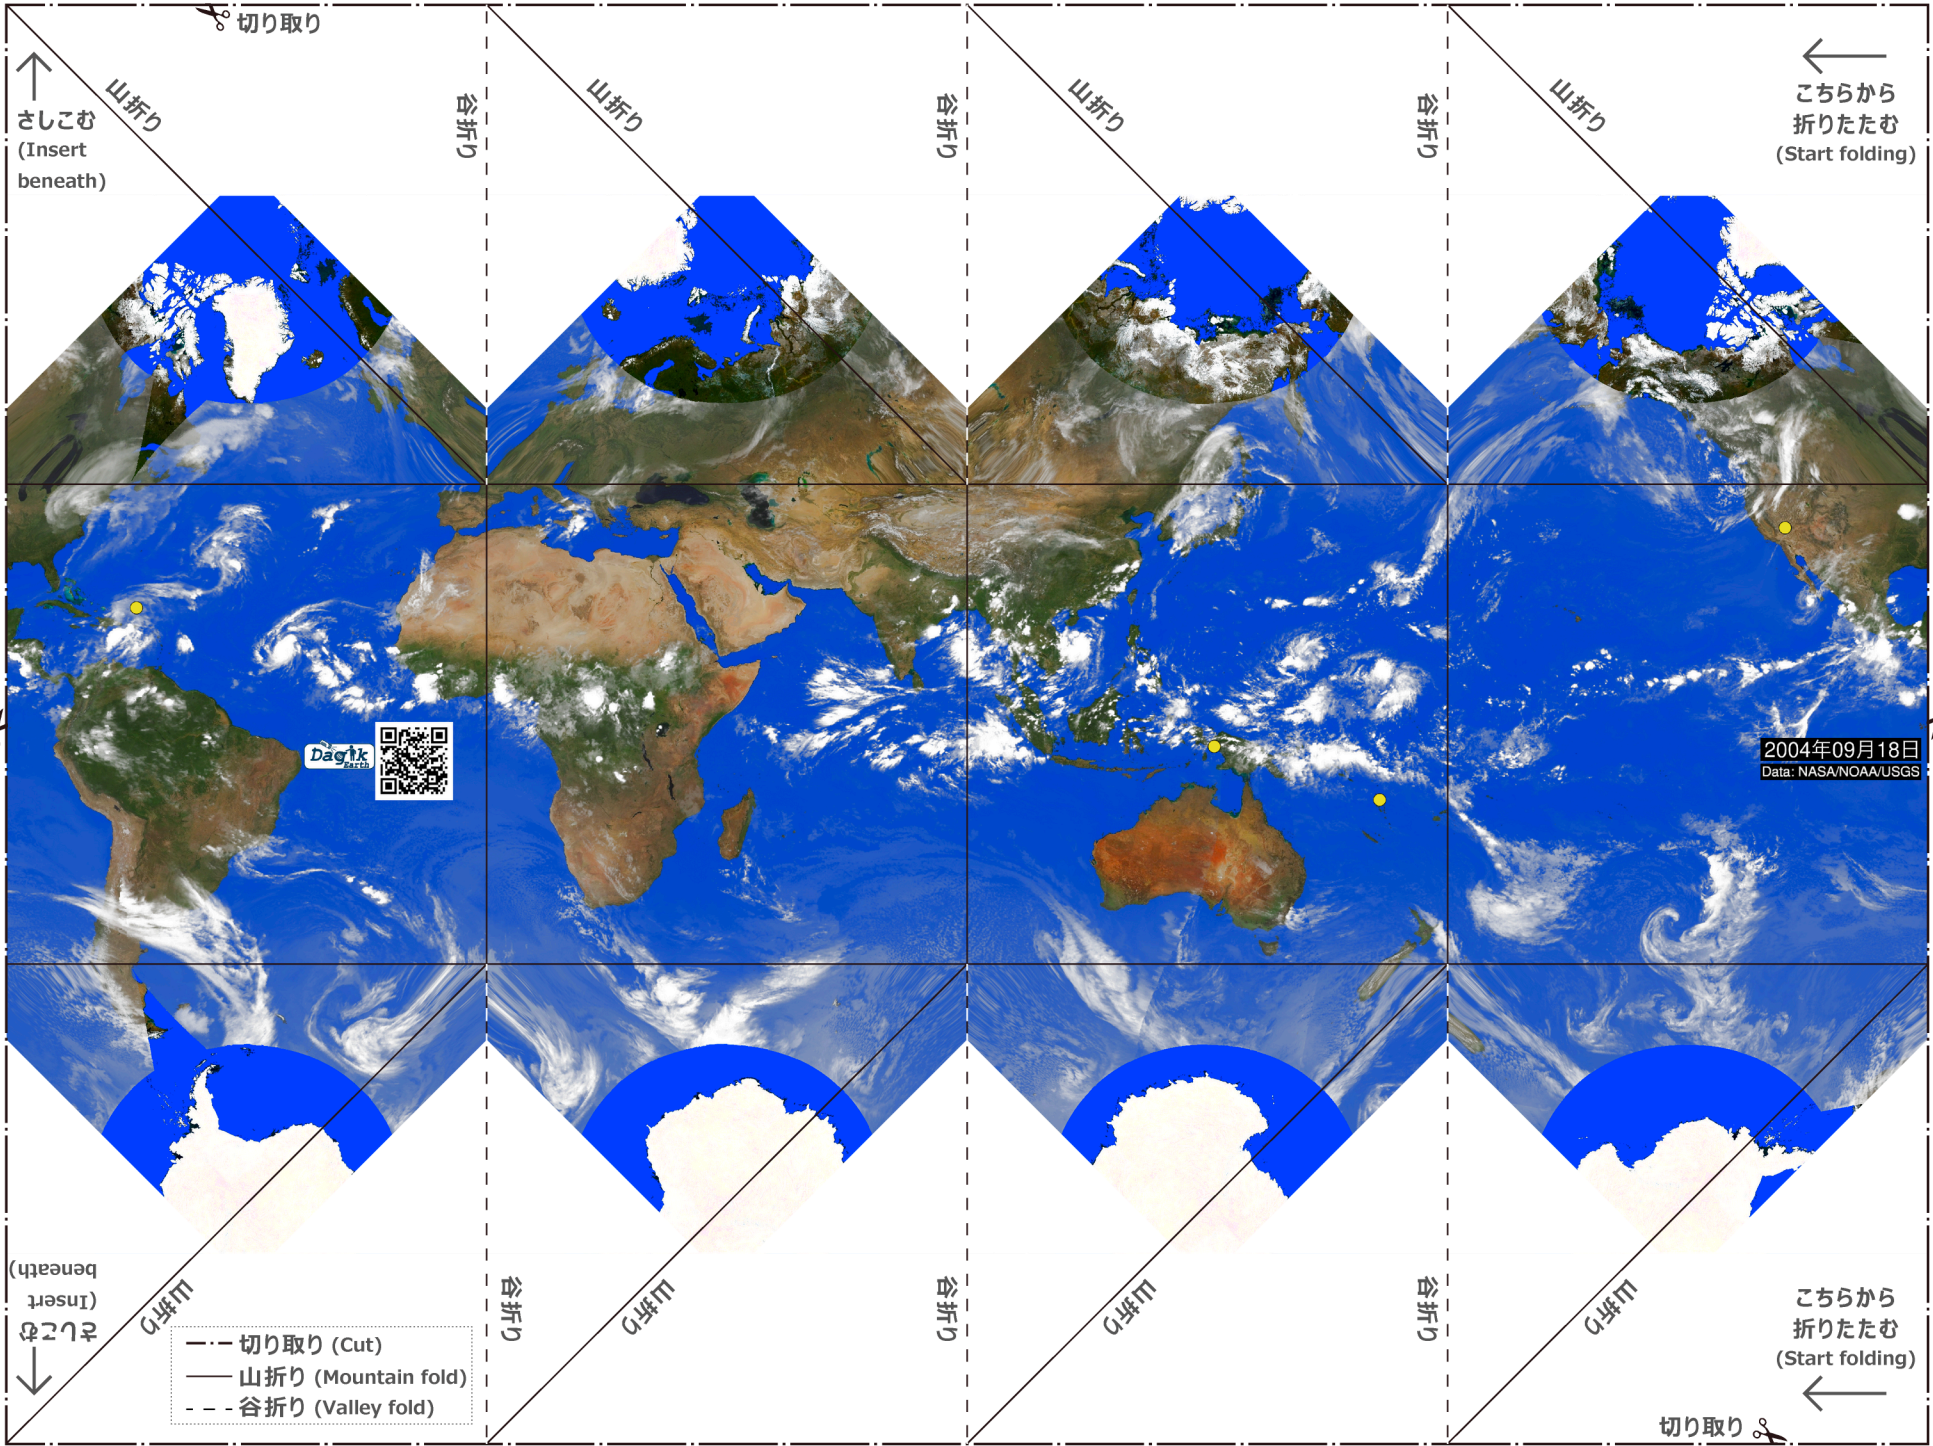 切り取り
山折り
谷折り
山折り
谷折り
山折り
谷折り
山折り
さしこむ
(Insert
beneath)
こちらから
折りたたむ
(Start folding)
Dagik
Earth
2004年09月18日
Data: NASA/NOAA/USGS
さしこむ
(Insert
beneath)
山折り
谷折り
山折り
谷折り
山折り
谷折り
山折り
こちらから
折りたたむ
(Start folding)
切り取り (Cut)
山折り (Mountain fold)
谷折り (Valley fold)
切り取り